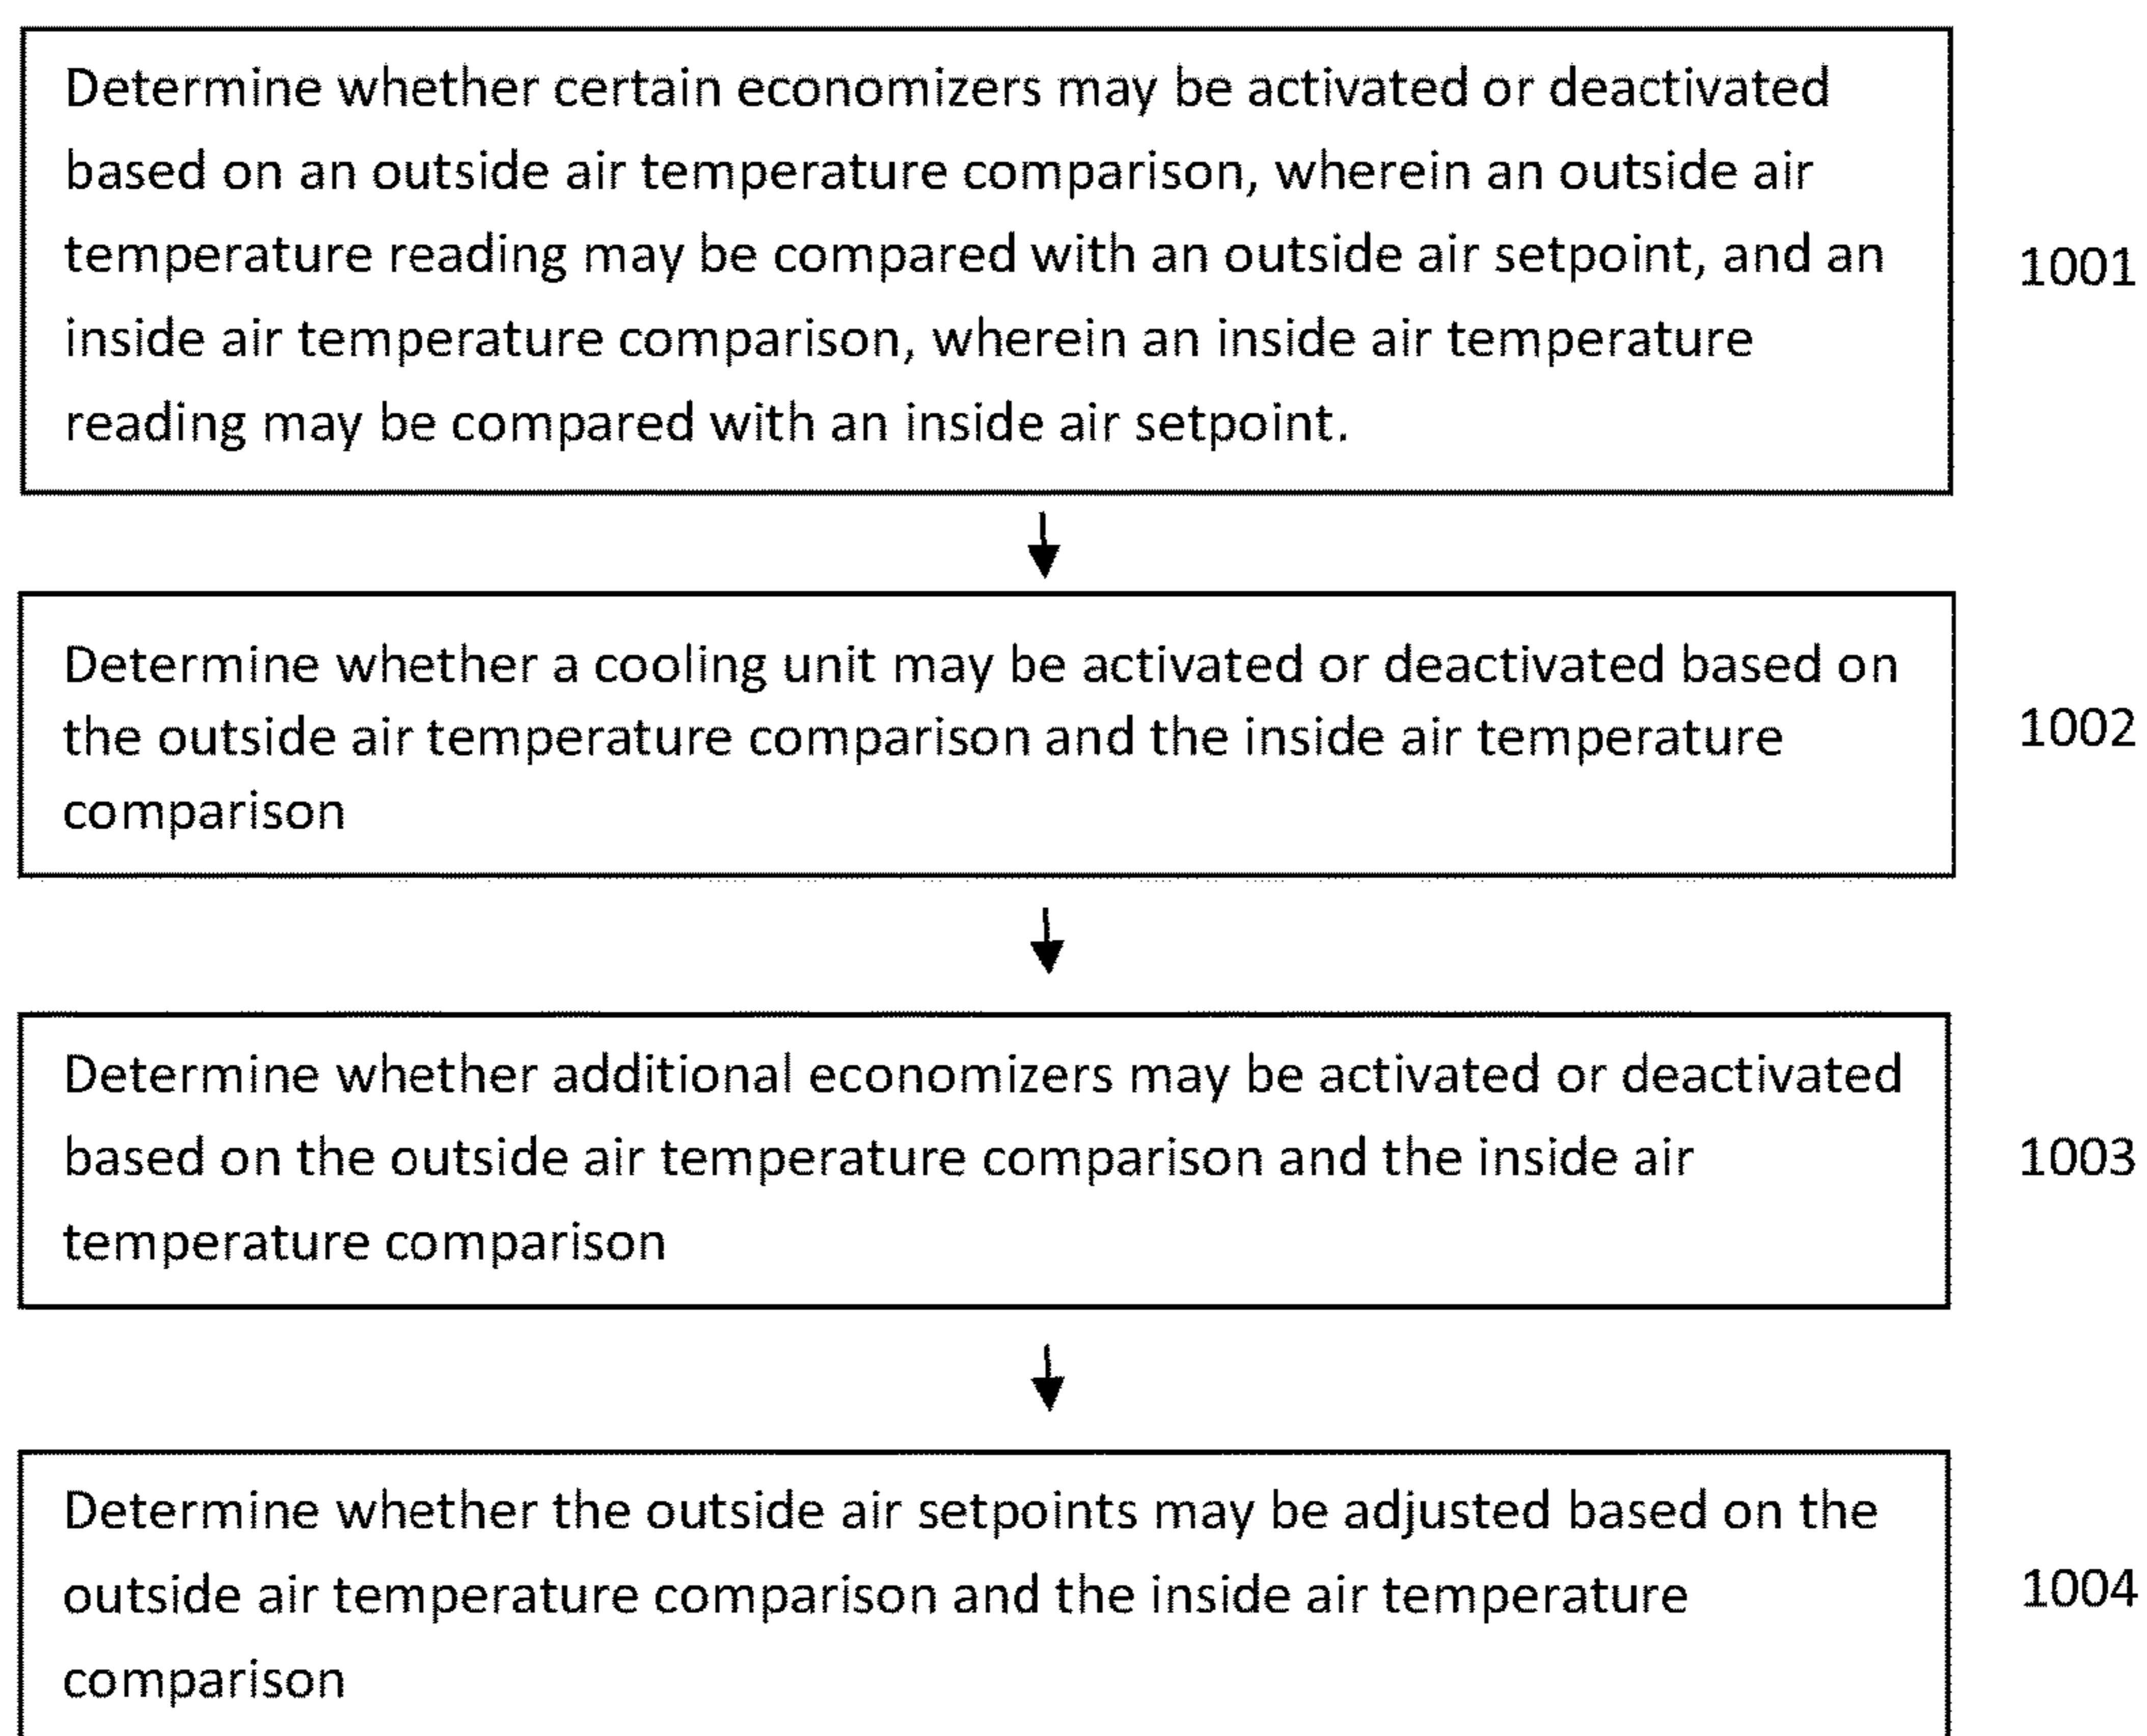 Determine whether certain economizers may be activated or deactivated
based on an outside air temperature comparison, wherein an outside air
temperature reading may be compared with an outside air setpoint, and an
inside air temperature comparison, wherein an inside air temperature
reading may be compared with an inside air setpoint.
1001
Determine whether a cooling unit may be activated or deactivated based on
the outside air temperature comparison and the inside air temperature
comparison
1002
Determine whether additional economizers may be activated or deactivated
based on the outside air temperature comparison and the inside air
temperature comparison
1003
Determine whether the outside air setpoints may be adjusted based on the
outside air temperature comparison and the inside air temperature
comparison
1004